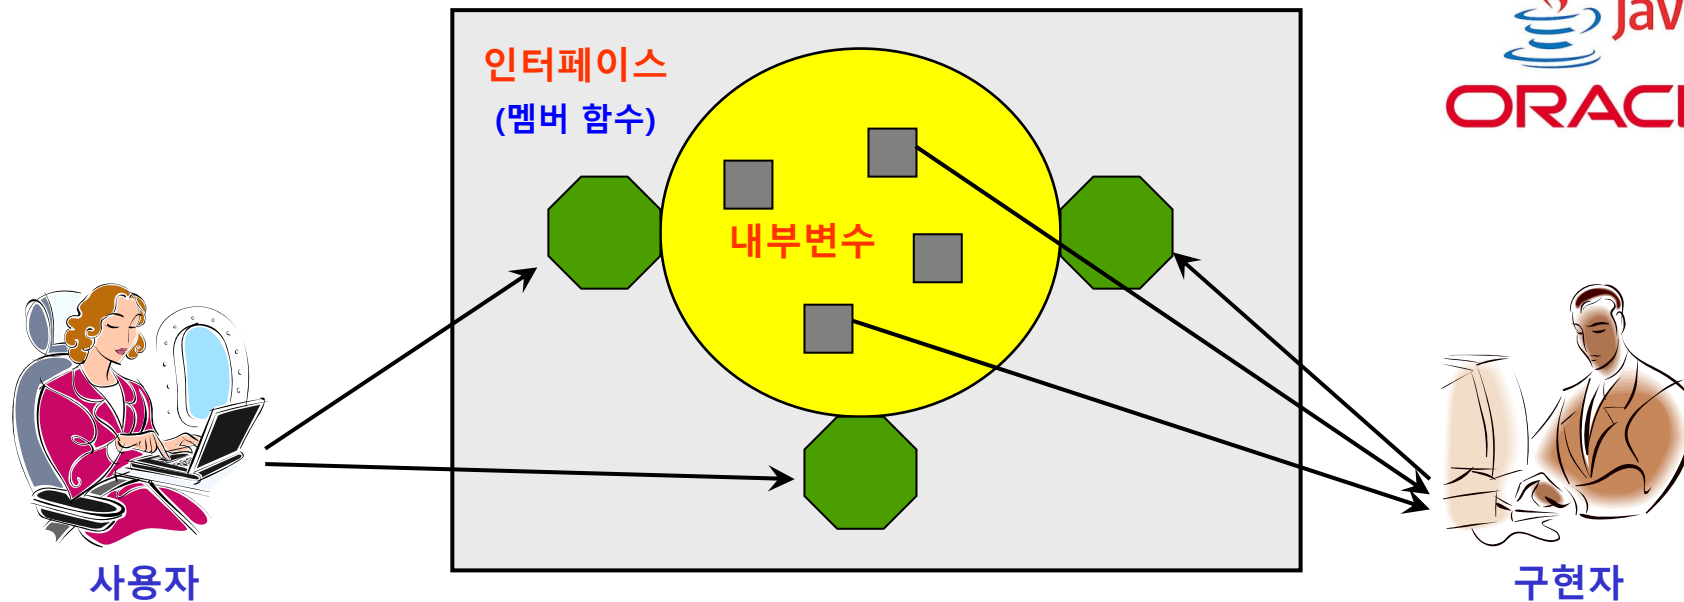 인터페이스
(멤버 함수)
내부변수
사용자
구현자